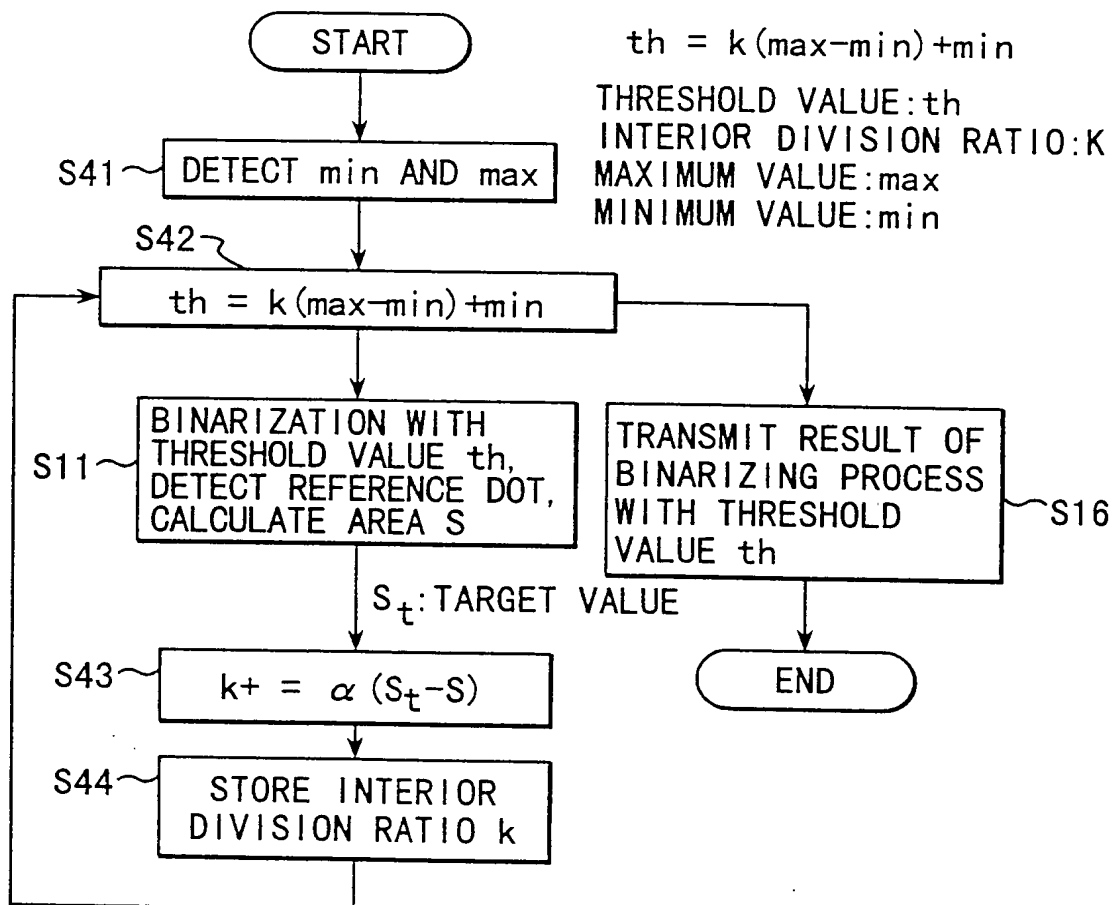 START
th = k(max-min)+min
THRESHOLD VALUE:th
INTERIOR DIVISION RATIO:K
MAXIMUM VALUE:max
MINIMUM VALUE:min
S41
DETECT min AND max
S42
th = k(max-min)+min
S11
BINARIZATION WITH
THRESHOLD VALUE th,
DETECT REFERENCE DOT,
CALCULATE AREA S
TRANSMIT RESULT OF
BINARIZING PROCESS
WITH THRESHOLD
VALUE th
S16
St:TARGET VALUE
S43
k+ = α(St-S)
END
S44
STORE INTERIOR
DIVISION RATIO k